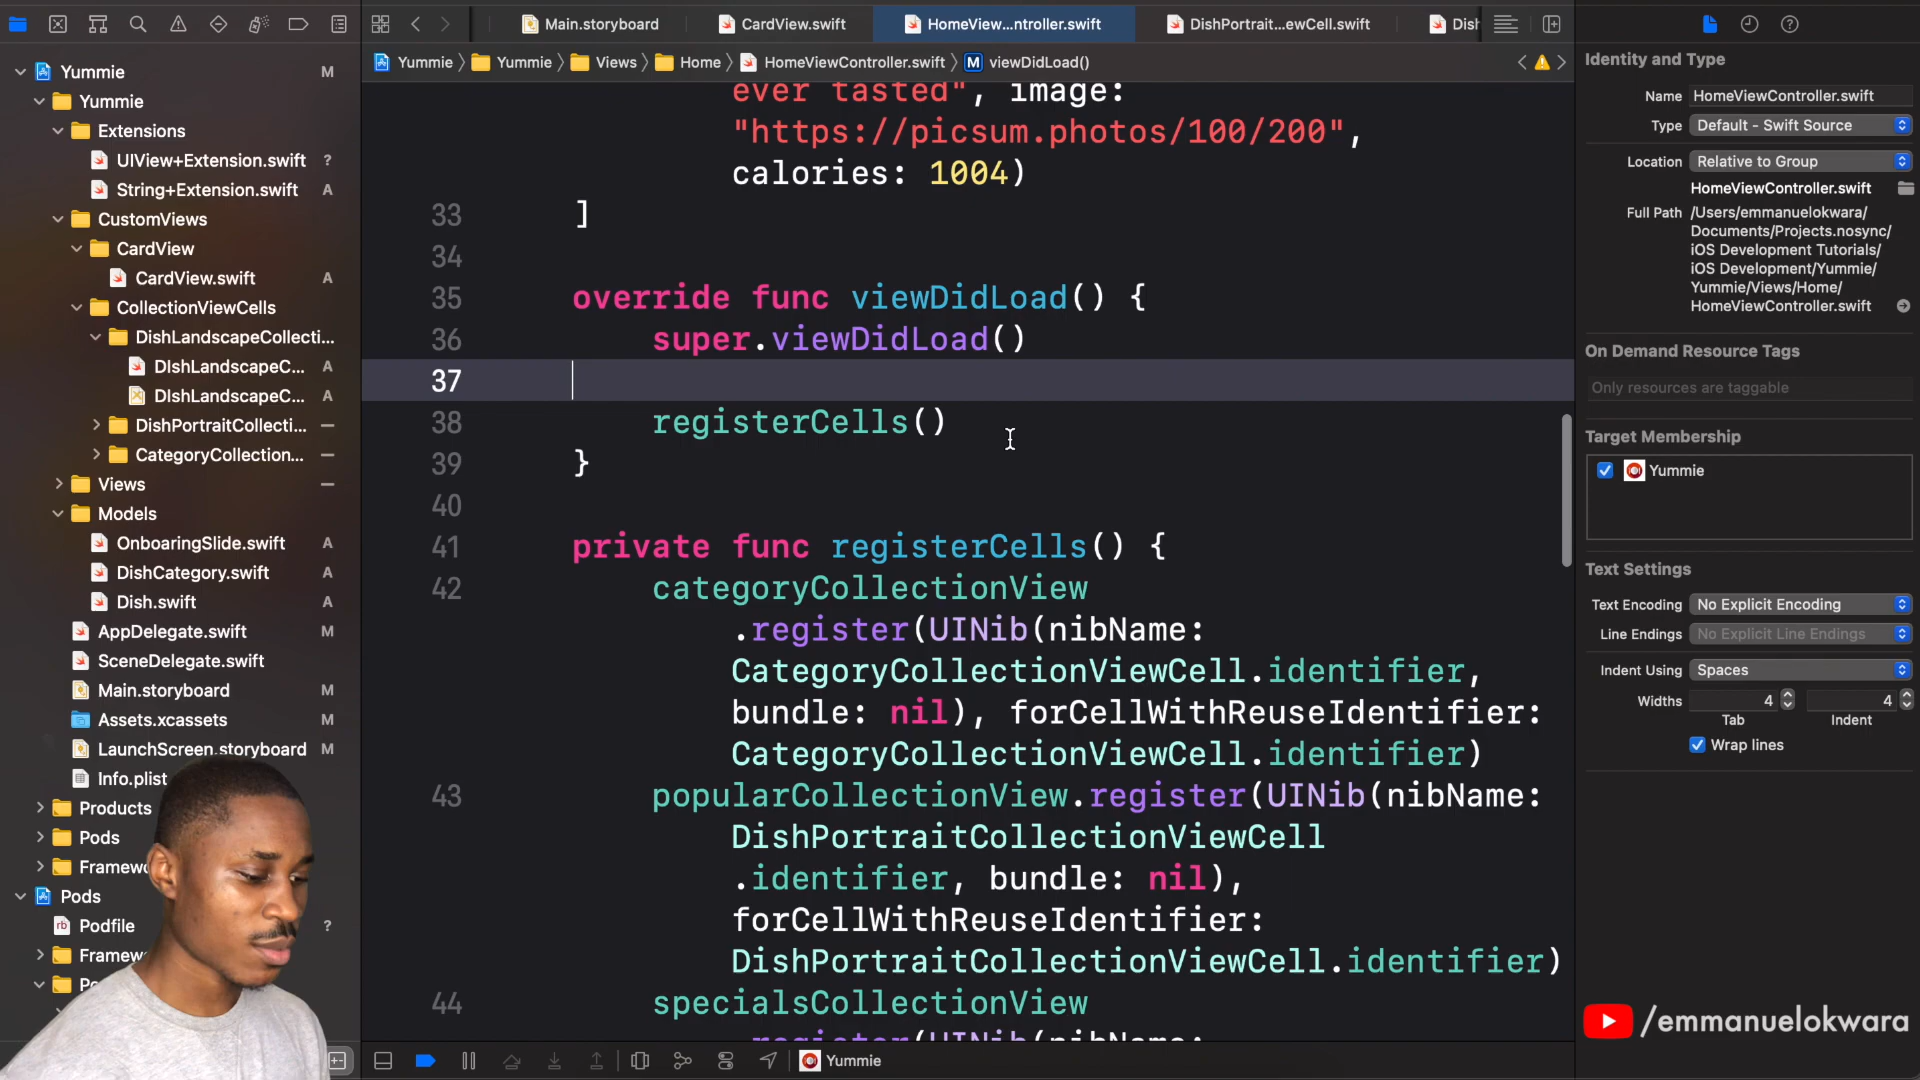 Main.storyboard
CardView.swift
HomeView...ntroller.swift
DishPortrait...ewCell.swift
Yummie
Yummie
Views
Home
HomeViewController.swift
M
viewDidLoad()
Yummie M
Yummie
Extensions
UIView+Extension.swift ?
String+Extension.swift A
CustomViews
CardView
CardView.swift A
CollectionViewCells
DishLandscapeCollecti...
DIshLandscapeC... A
DIshLandscapeC... A
DishPortraitCollecti...
CategoryCollection...
Views
Models
OnboaringSlide.swift A
DishCategory.swift A
Dish.swift A
AppDelegate.swift M
SceneDelegate.swift
Main.storyboard M
Assets.xcassets M
LaunchScreen.storyboard M
Info.plist
Products
Pods
Pods
rb Podfile ?
ever tasted", image:
"https://picsum.photos/100/200",
calories: 1004)
33 ]
34
35 override func viewDidLoad() {
36 super.viewDidLoad()
37
38 registerCells()
39 }
40
41 private func registerCells() {
42 categoryCollectionView
.register(UINib(nibName:
CategoryCollectionViewCell.identifier,
bundle: nil), forCellWithReuseIdentifier:
CategoryCollectionViewCell.identifier)
43 popularCollectionView.register(UINib(nibName:
DishPortraitCollectionViewCell
.identifier, bundle: nil),
forCellWithReuseIdentifier:
DishPortraitCollectionViewCell.identifier)
44 specialsCollectionView
.register(UINib(nibName:
Yummie
Identity and Type
Name HomeViewController.swift
Type Default - Swift Source
Location Relative to Group
HomeViewController.swift
Full Path /Users/emmanuelokwara/
Documents/Projects.nosync/
iOS Development Tutorials/
iOS Development/Yummie/
Yummie/Views/Home/
HomeViewController.swift
On Demand Resource Tags
Only resources are taggable
Target Membership
Yummie
Text Settings
Text Encoding No Explicit Encoding
Line Endings No Explicit Line Endings
Indent Using Spaces
Widths 4 4
Tab Indent
Wrap lines
/emmanuelokwara